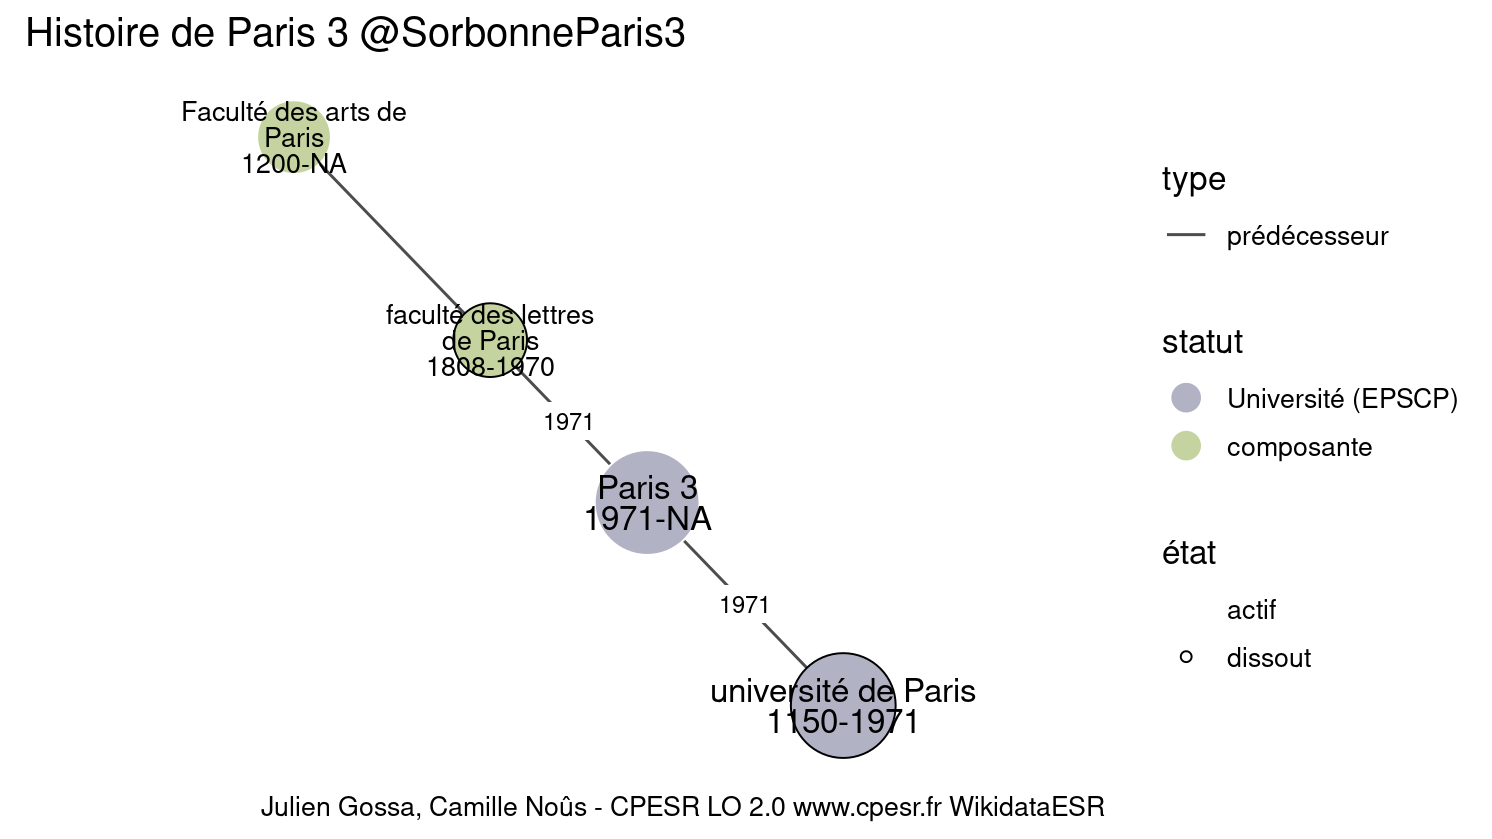 Histoire de Paris 3 @SorbonneParis3
Faculté des arts de
Paris
1200-NA
faculté des lettres
de Paris
1808-1970
1971
Paris 3
1971-NA
1971
université de Paris
1150-1971
type
prédécesseur
statut
Université (EPSCP)
composante
état
actif
dissout
Julien Gossa, Camille Noûs - CPESR LO 2.0 www.cpesr.fr WikidataESR